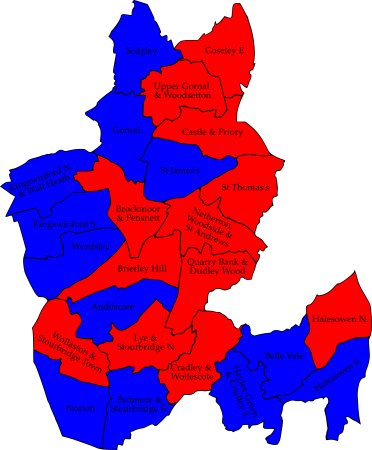 Sedgley
Coseley E.
Upper Gornal
& Woodsetton
Gornal
Castle & Priory
St James's
Kingswinford N.
& Wall Heath
St Thomas's
Brockmoor
& Pensnett
Netherton,
Woodside &
St Andrews
Kingswinford S.
Wordsley
Quarry Bank &
Dudley Wood
Brierley Hill
Amblecote
Halesowen N.
Wollaston &
Stourbridge Town
Lye &
Stourbridge N.
Belle Vale
Cradley &
Wollescote
Halesowen S.
Hayley Green
& Cradley S.
Norton
Pedmore &
Stourbridge E.